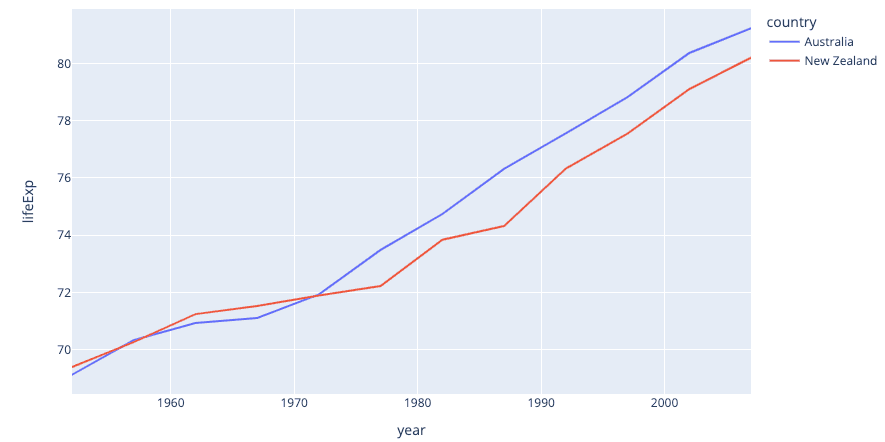 country
Australia
New Zealand
80
78
76
74
72
70
lifeExp
1960 1970 1980 1990 2000
year